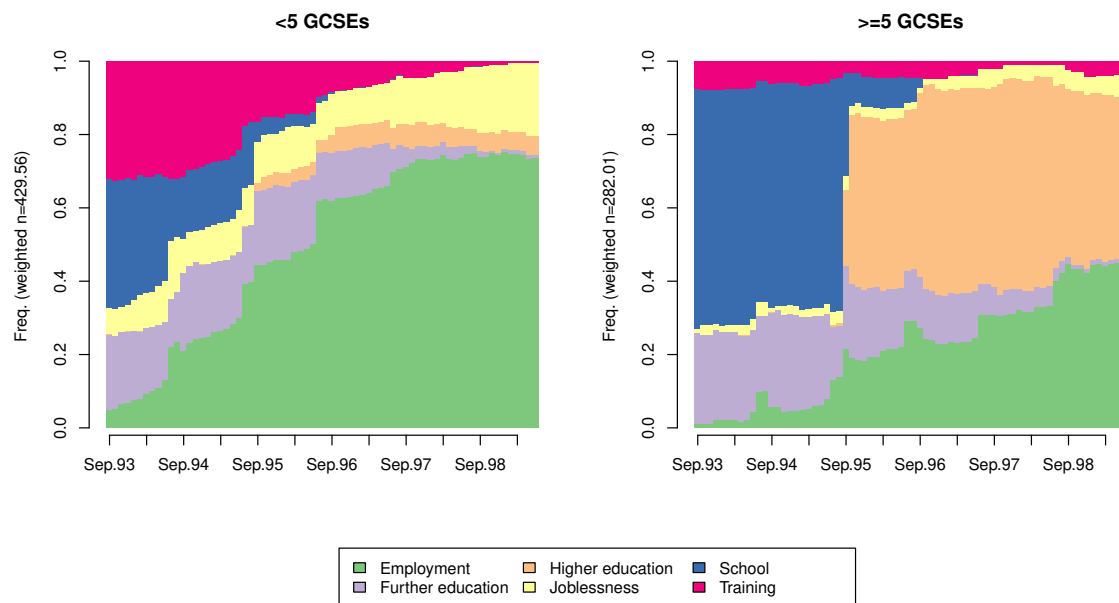 <5 GCSEs
Freq. (weighted n=429.56)
1.0
0.8
0.6
0.4
0.2
0.0
Sep.93 Sep.94 Sep.95 Sep.96 Sep.97 Sep.98
>=5 GCSEs
Freq. (weighted n=282.01)
1.0
0.8
0.6
0.4
0.2
0.0
Sep.93 Sep.94 Sep.95 Sep.96 Sep.97 Sep.98
Employment Higher education School
Further education Joblessness Training